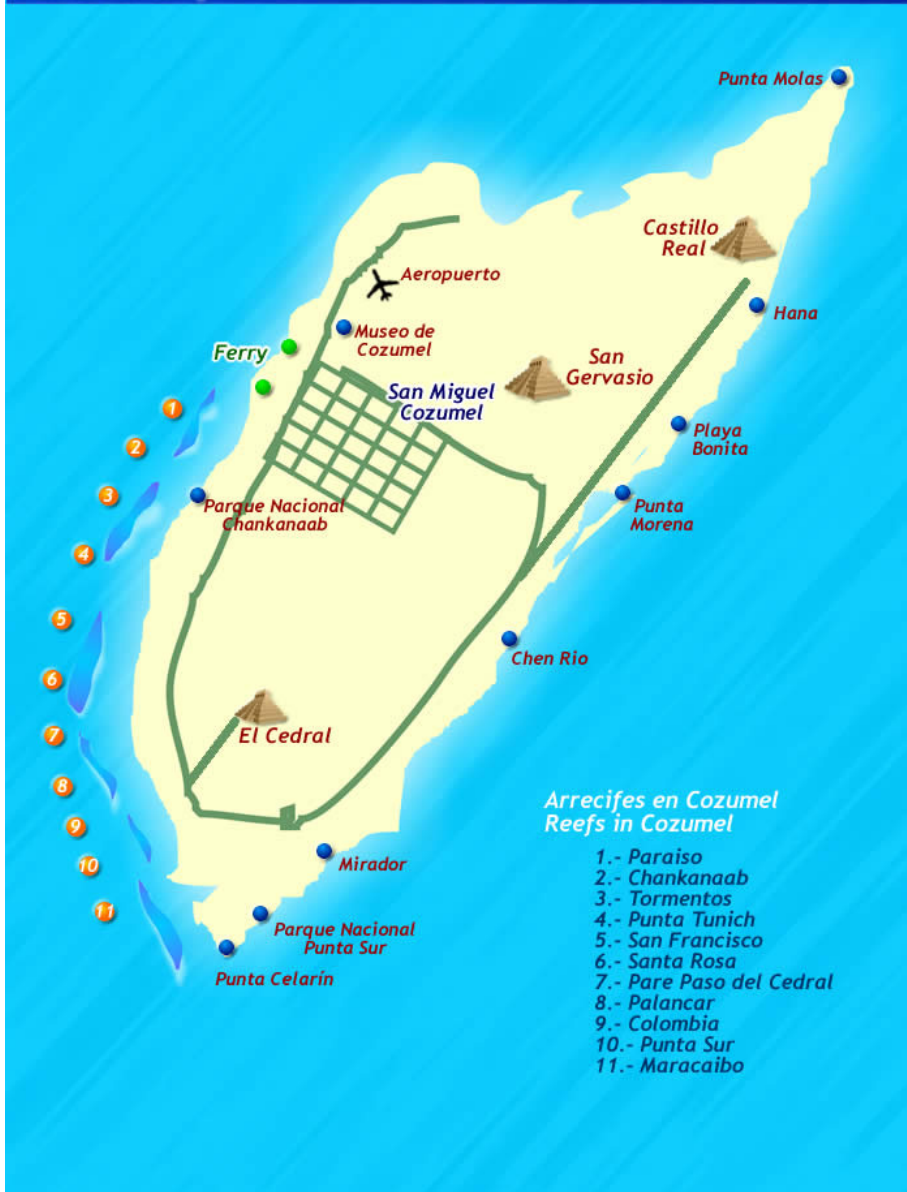 Punta Molas
Castillo
Real
Aeropuerto
Hana
Museo de
Cozumel
Ferry
San
Gervasio
San Miguel
Cozumel
1
2
Playa
Bonita
3
Parque Nacional
Chankanaab
Punta
Morena
4
5
Chen Rio
6
7
El Cedral
8
9
10
11
Mirador
Parque Nacional
Punta Sur
Punta Celarín
Arrecifes en Cozumel
Reefs in Cozumel
1.- Paraiso
2.- Chankanaab
3.- Tormentos
4.- Punta Tunich
5.- San Francisco
6.- Santa Rosa
7.- Pare Paso del Cedral
8.- Palancar
9.- Colombia
10.- Punta Sur
11.- Maracaibo